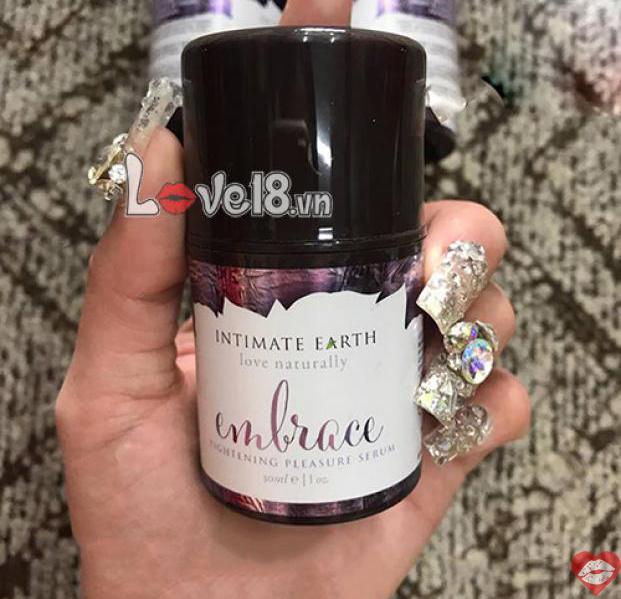 Love18.vn
INTIMATE EARTH
love naturally
embrace
TIGHTENING PLEASURE SERUM
30ml e | 1 oz.